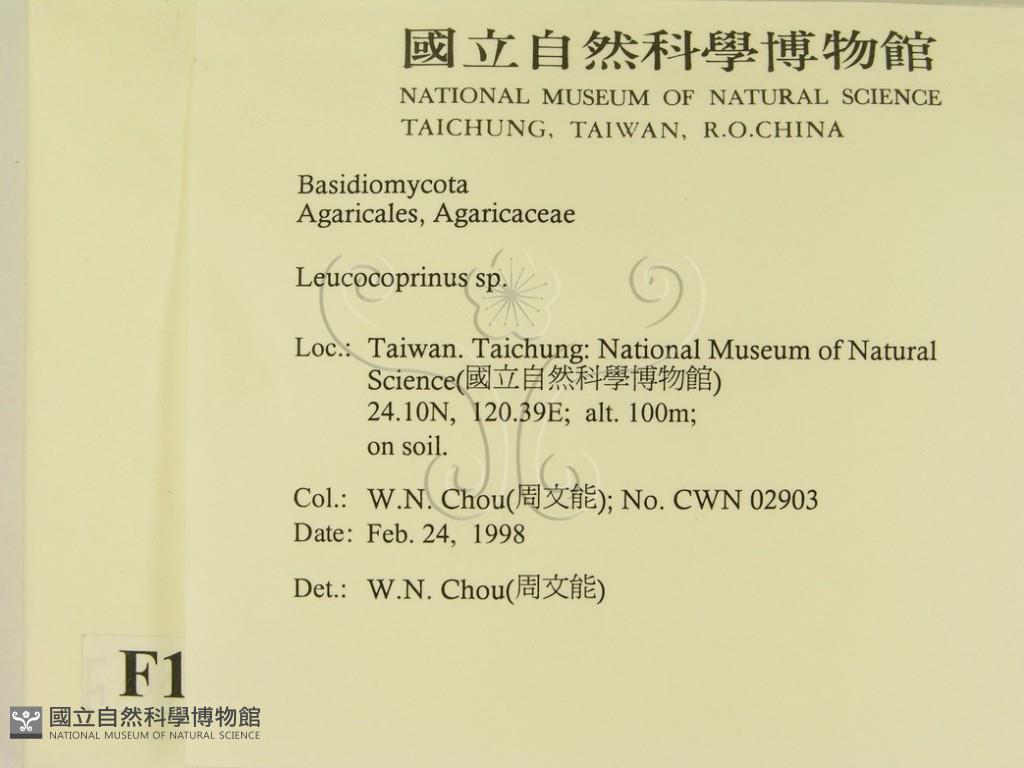 國立自然科學博物館
NATIONAL MUSEUM OF NATURAL SCIENCE
TAICHUNG, TAIWAN, R.O.CHINA
Basidiomycota
Agaricales, Agaricaceae
Leucocoprinus sp.
Loc.: Taiwan. Taichung: National Museum of Natural
Science(國立自然科學博物館)
24.10N, 120.39E; alt. 100m;
on soil.
Col.: W.N. Chou(周文能); No. CWN 02903
Date: Feb. 24, 1998
Det.: W.N. Chou(周文能)
F1
國立自然科學博物館
NATIONAL MUSEUM OF NATURAL SCIENCE